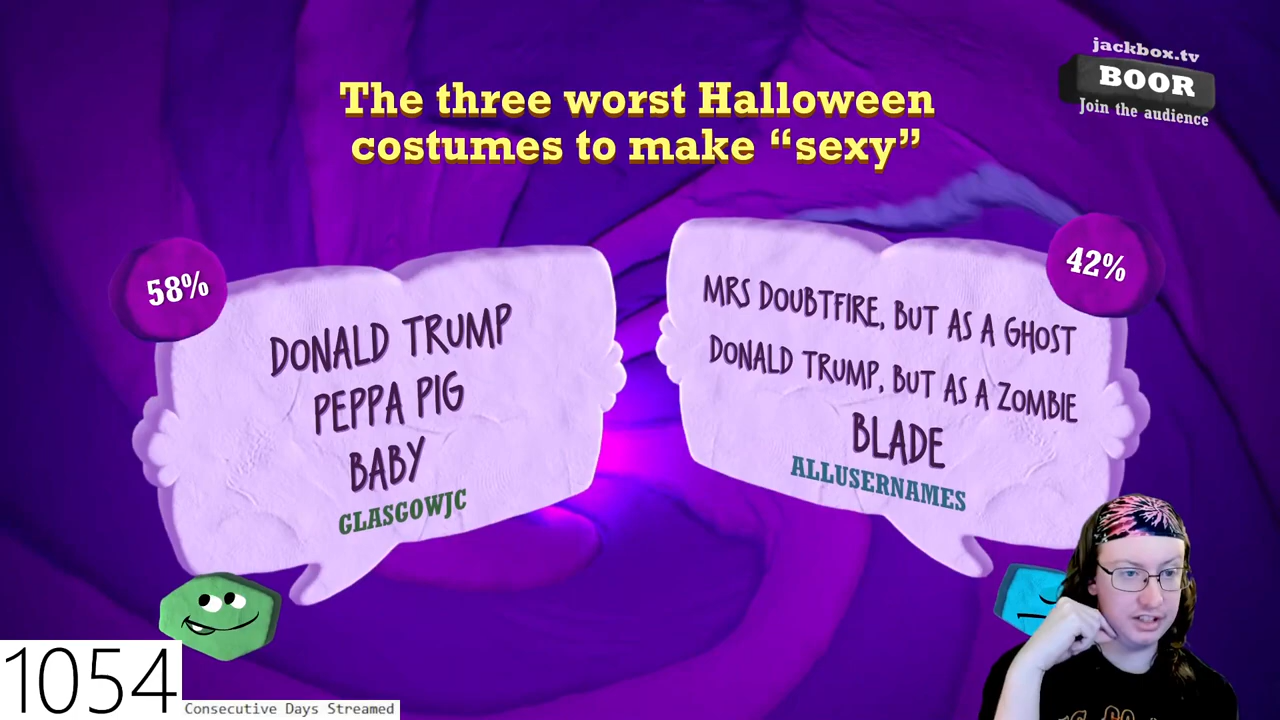 jackbox.tv
BOOR
Join the audience
The three worst Halloween
costumes to make “sexy”
58%
DONALD TRUMP
PEPPA PIG
BABY
GLASGOWJC
42%
MRS DOUBTFIRE, BUT AS A GHOST
DONALD TRUMP, BUT AS A ZOMBIE
BLADE
ALLUSERNAMES
1054
Consecutive Days Streamed